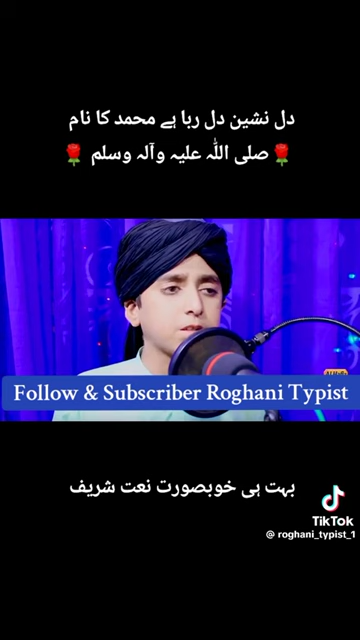 دل نشین دل ربا ہے محمد کا نام
🌹 صلی اللہ علیہ وآلہ وسلم 🌹
Follow & Subscriber Roghani Typist
بہت ہی خوبصورت نعت شریف
TikTok
@ roghani_typist_1